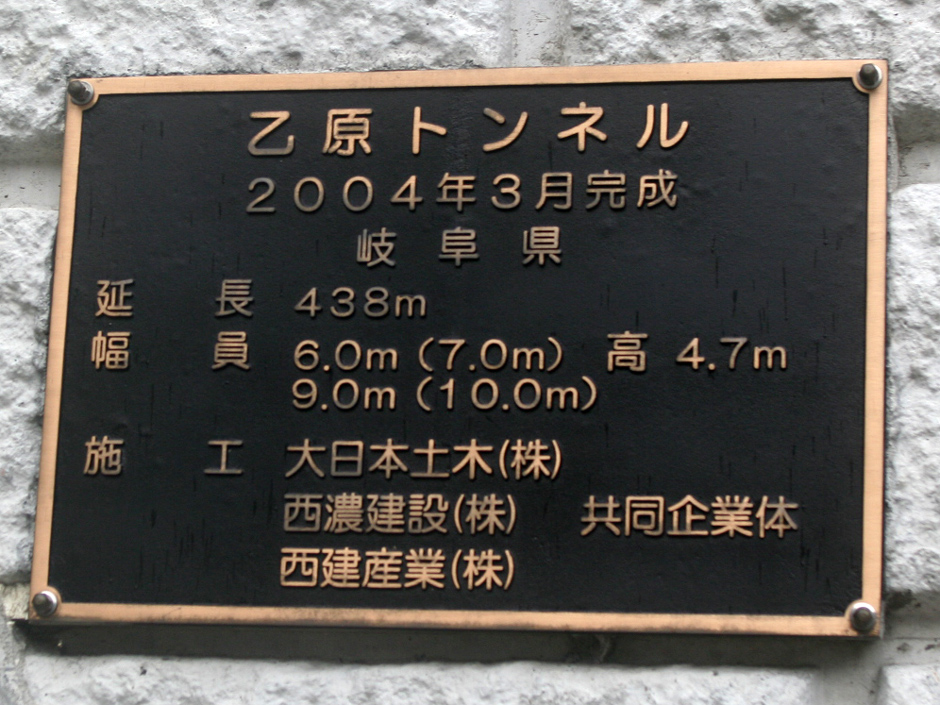 乙原トンネル
2004年3月完成
岐阜県
延長 438m
幅員 6.0m(7.0m) 高 4.7m
9.0m(10.0m)
施工 大日本土木(株)
西濃建設(株) 共同企業体
西建産業(株)